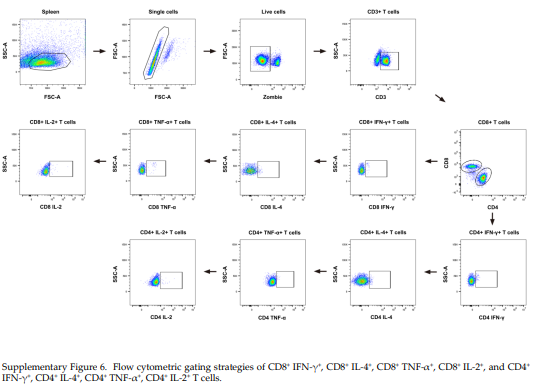 Spleen
Single cells
Live cells
CD3+ T cells
SSC-A
FSC-A
FSC-A
FSC-A
FSC-A
Zombie
SSC-A
CD3
CD8+ IL-2+ T cells
CD8+ TNF-α+ T cells
CD8+ IL-4+ T cells
CD8+ IFN-γ+ T cells
CD8+ T cells
SSC-A
CD8 IL-2
SSC-A
CD8 TNF-α
SSC-A
CD8 IL-4
SSC-A
CD8 IFN-γ
CD8
CD4
CD4+ IL-2+ T cells
CD4+ TNF-α+ T cells
CD4+ IL-4+ T cells
CD4+ IFN-γ+ T cells
SSC-A
CD4 IL-2
SSC-A
CD4 TNF-α
SSC-A
CD4 IL-4
SSC-A
CD4 IFN-γ
Supplementary Figure 6. Flow cytometric gating strategies of CD8⁺ IFN-γ⁺, CD8⁺ IL-4⁺, CD8⁺ TNF-α⁺, CD8⁺ IL-2⁺, and CD4⁺
IFN-γ⁺, CD4⁺ IL-4⁺, CD4⁺ TNF-α⁺, CD4⁺ IL-2⁺ T cells.